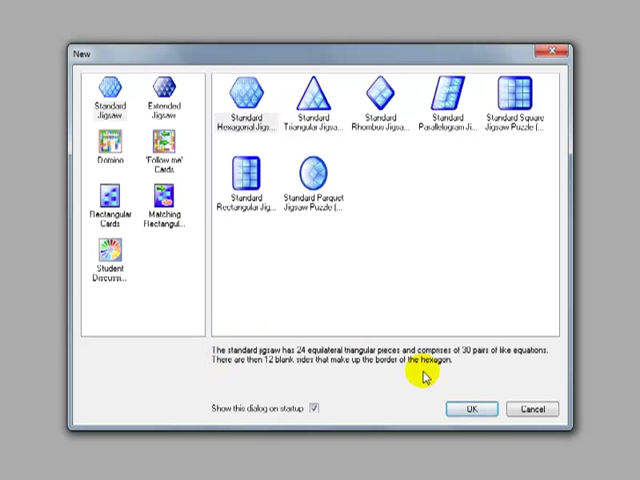 New
Standard
Jigsaw
Extended
Jigsaw
Domino
'Follow me'
Cards
Rectangular
Cards
Matching
Rectangul...
Student
Discussi...
Standard
Hexagonal Jigs...
Standard
Triangular Jigsa...
Standard
Rhombus Jigsa...
Standard
Parallelogram Ji...
Standard Square
Jigsaw Puzzle (...
Standard
Rectangular Jig...
Standard Parquet
Jigsaw Puzzle (...
The standard jigsaw has 24 equilateral triangular pieces and comprises of 30 pairs of like equations.
There are then 12 blank sides that make up the border of the hexagon.
Show this dialog on startup
OK
Cancel